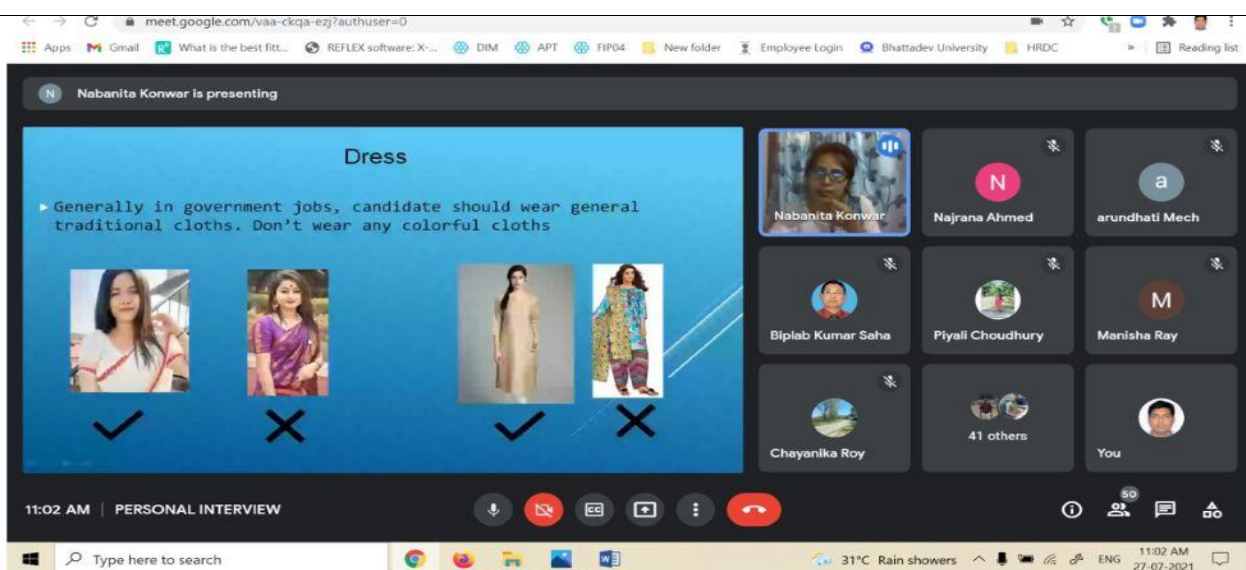 meet.google.com/vaa-ckqa-ezj?authuser=0
Apps Gmail What is the best fitt... REFLEX software: X-... DIM APT FIP04 New folder Employee Login Bhattadev University HRDC » Reading list
N Nabanita Konwar is presenting
Dress
Generally in government jobs, candidate should wear general
traditional cloths. Don't wear any colorful cloths
Nabanita Konwar
N
Najrana Ahmed
a
arundhati Mech
Biplab Kumar Saha
Piyali Choudhury
M
Manisha Ray
Chayanika Roy
41 others
You
11:02 AM | PERSONAL INTERVIEW
50
Type here to search
31°C Rain showers ENG 11:02 AM
27-07-2021